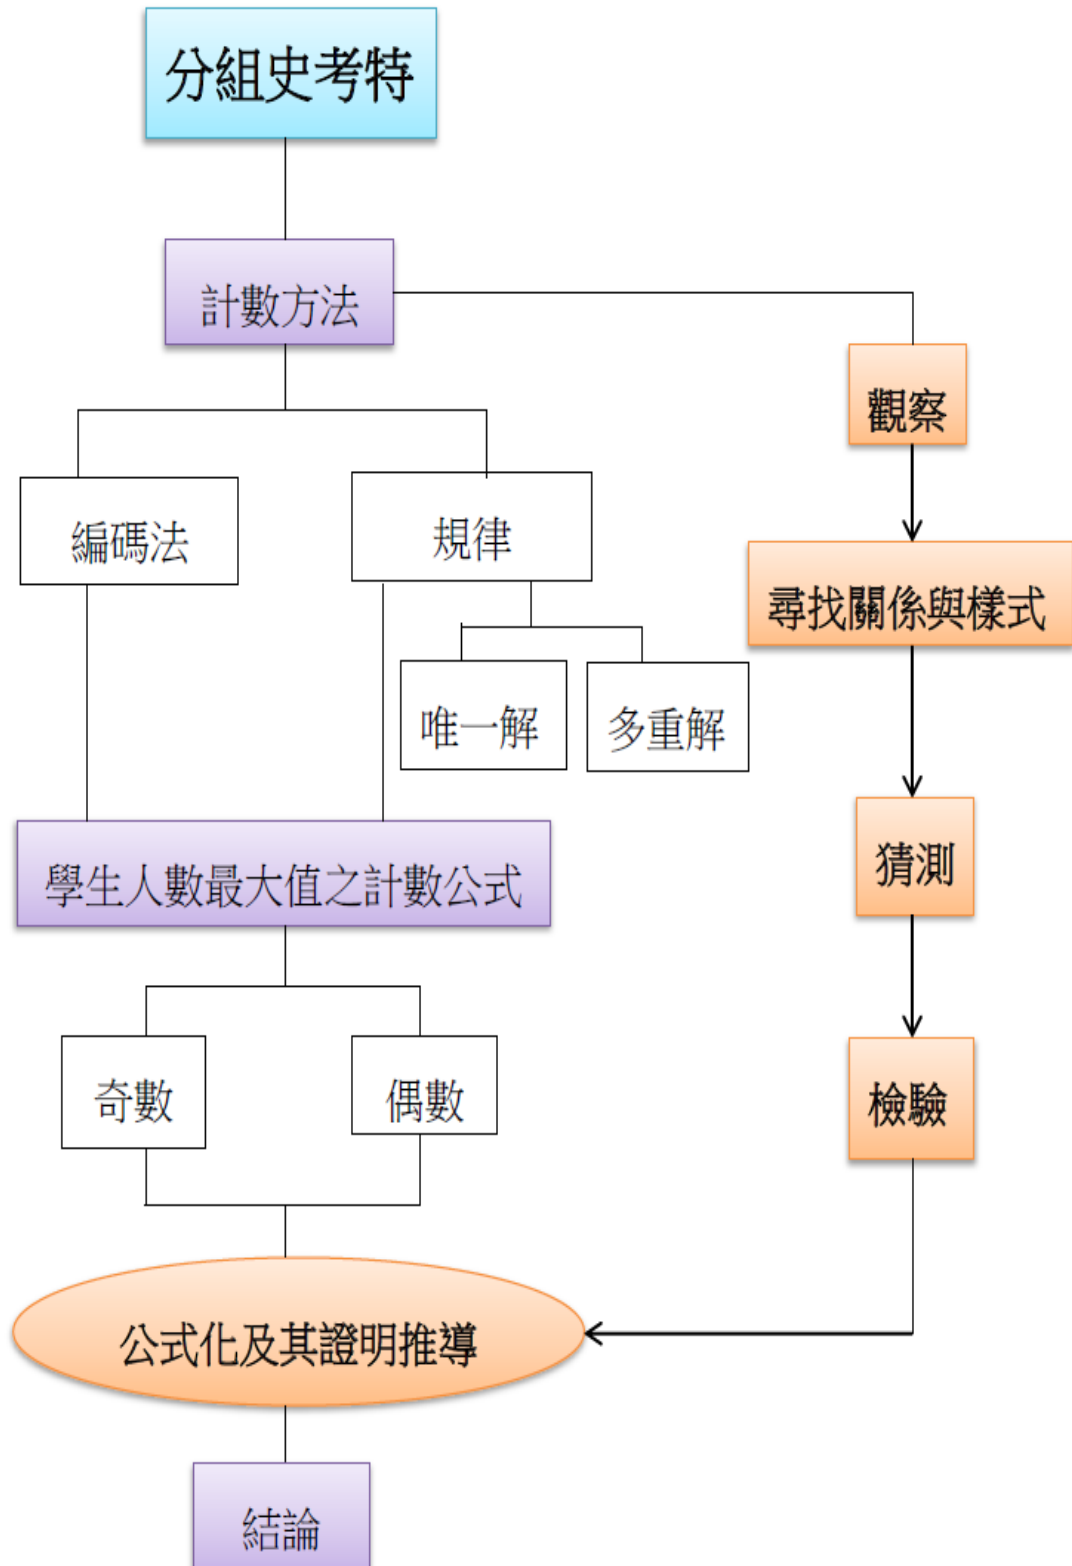 分組史考特
計數方法
觀察
編碼法
規律
尋找關係與樣式
唯一解
多重解
猜測
學生人數最大值之計數公式
奇數
偶數
檢驗
公式化及其證明推導
結論